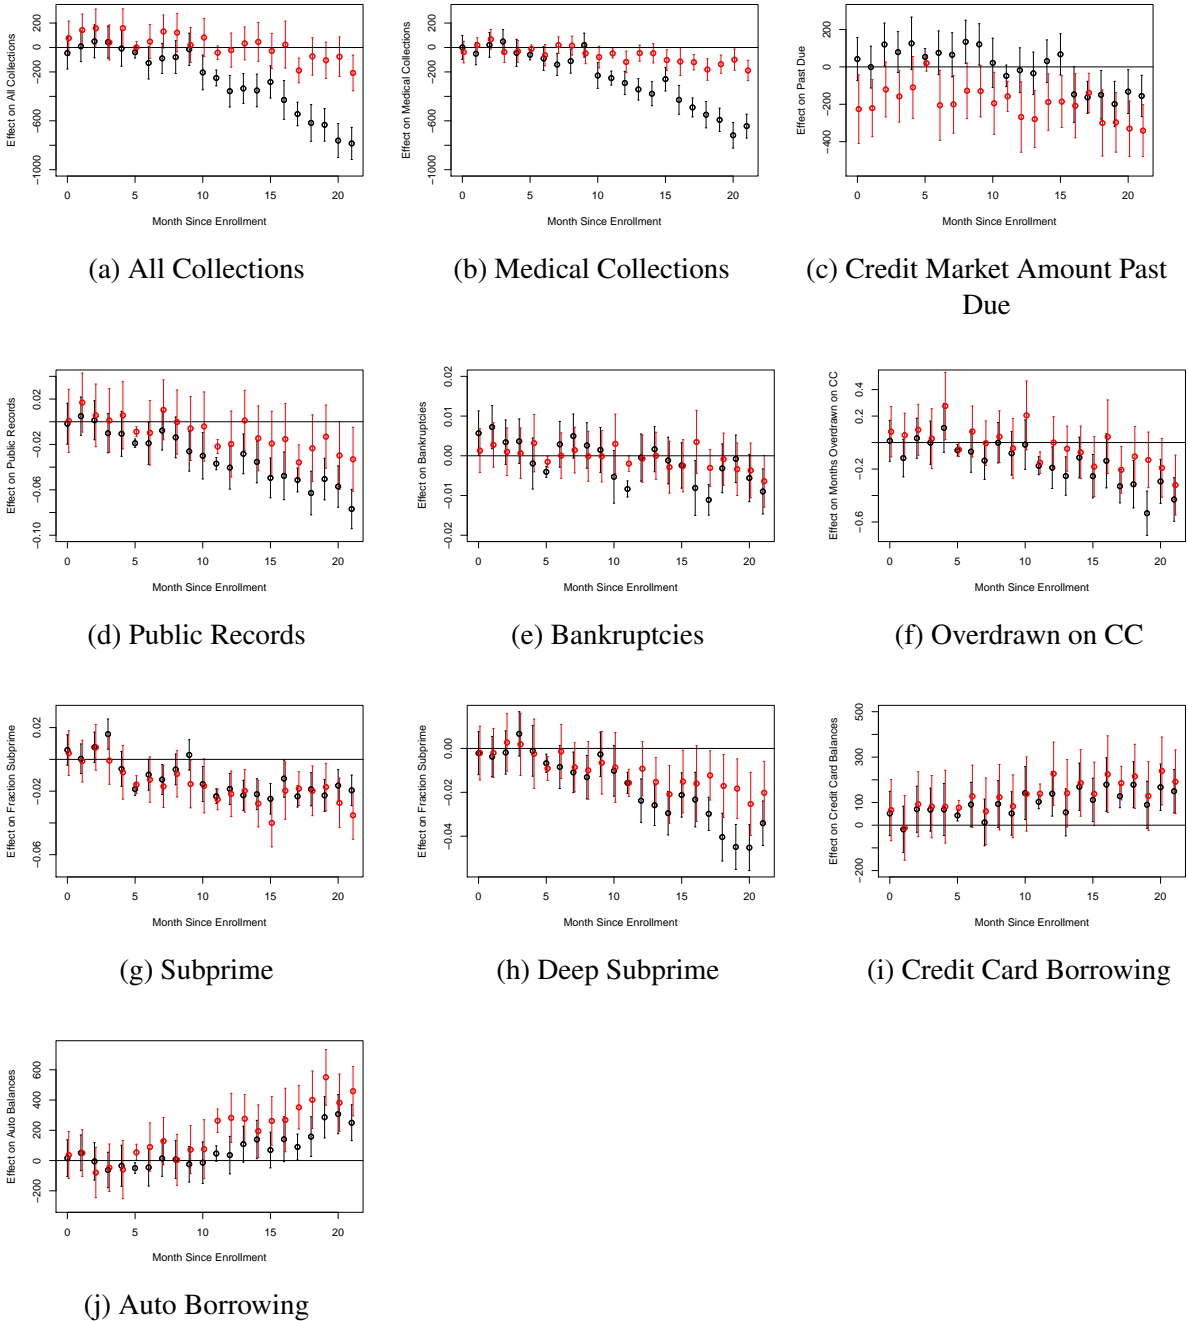 Effect on All Collections
200
0
−200
−600
−1000
0 5 10 15 20
Month Since Enrollment
(a) All Collections
Effect on Medical Collections
200
0
−200
−600
−1000
0 5 10 15 20
Month Since Enrollment
(b) Medical Collections
Effect on Past Due
200
0
−200
−400
0 5 10 15 20
Month Since Enrollment
(c) Credit Market Amount Past
Due
Effect on Public Records
0.02
−0.02
−0.06
−0.10
0 5 10 15 20
Month Since Enrollment
(d) Public Records
Effect on Bankruptcies
0.02
0.01
0.00
−0.01
−0.02
0 5 10 15 20
Month Since Enrollment
(e) Bankruptcies
Effect on Months Overdrawn on CC
0.4
0.2
−0.2
−0.6
0 5 10 15 20
Month Since Enrollment
(f) Overdrawn on CC
Effect on Fraction Subprime
0.02
−0.02
−0.06
0 5 10 15 20
Month Since Enrollment
(g) Subprime
Effect on Fraction Subprime
0.00
−0.02
−0.04
0 5 10 15 20
Month Since Enrollment
(h) Deep Subprime
Effect on Credit Card Balances
500
300
100
0
−200
0 5 10 15 20
Month Since Enrollment
(i) Credit Card Borrowing
Effect on Auto Balances
600
400
200
0
−200
0 5 10 15 20
Month Since Enrollment
(j) Auto Borrowing